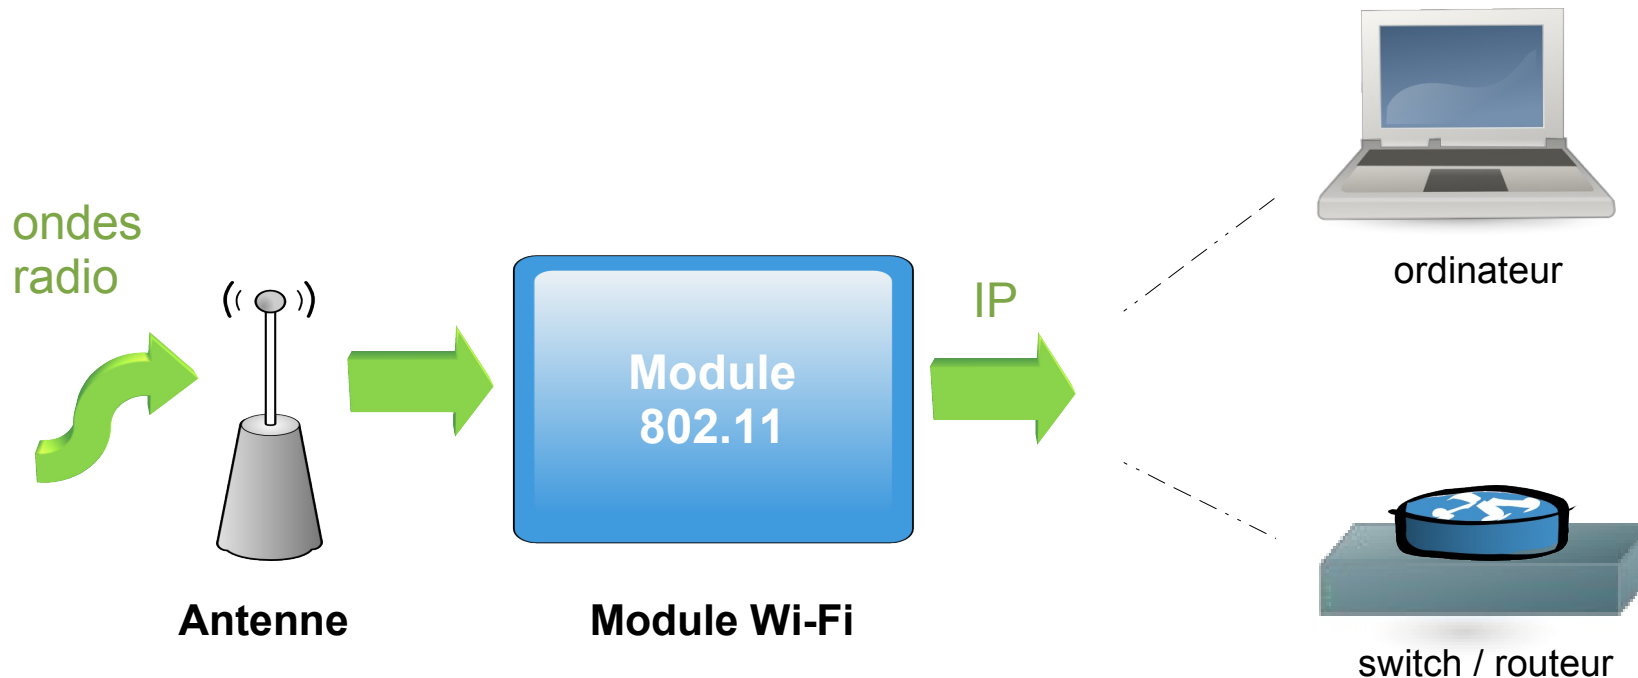 ondes
radio
Antenne
Module
802.11
Module Wi-Fi
IP
ordinateur
switch / routeur